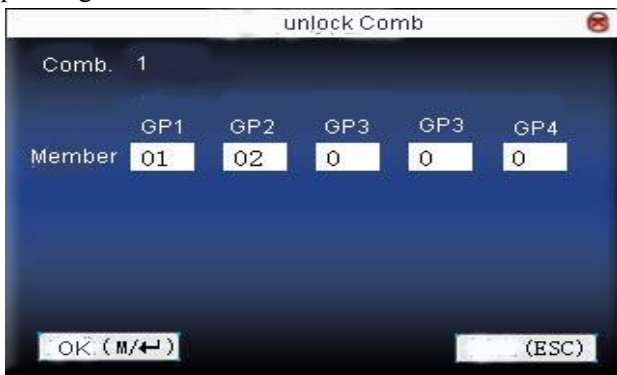 unlock Comb
Comb. 1
GP1 GP2 GP3 GP3 GP4
Member 01 02 0 0 0
OK (M/↵) (ESC)